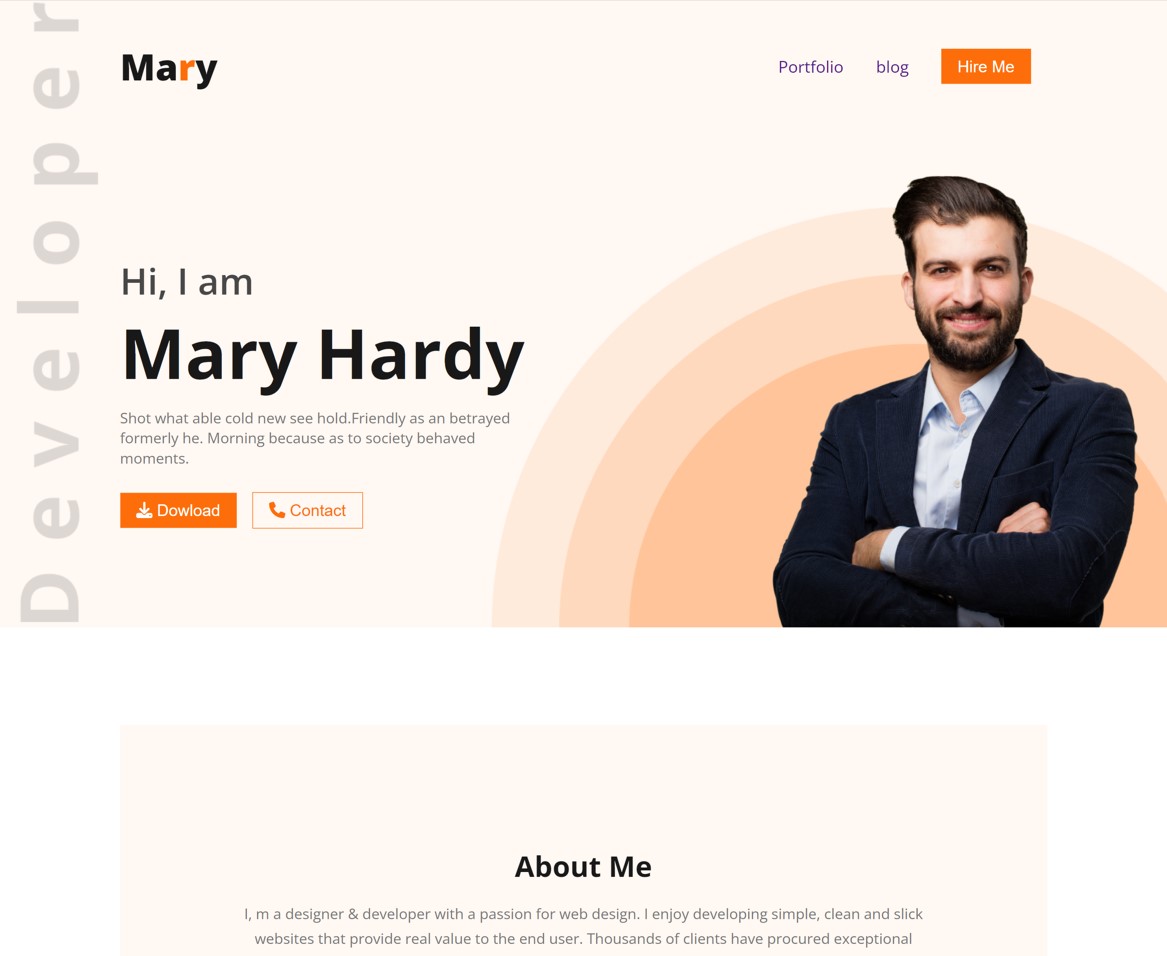 Developer
Mary
Portfolio blog Hire Me
Hi, I am
Mary Hardy
Shot what able cold new see hold.Friendly as an betrayed
formerly he. Morning because as to society behaved
moments.
Dowload Contact
About Me
I, m a designer & developer with a passion for web design. I enjoy developing simple, clean and slick
websites that provide real value to the end user. Thousands of clients have procured exceptional